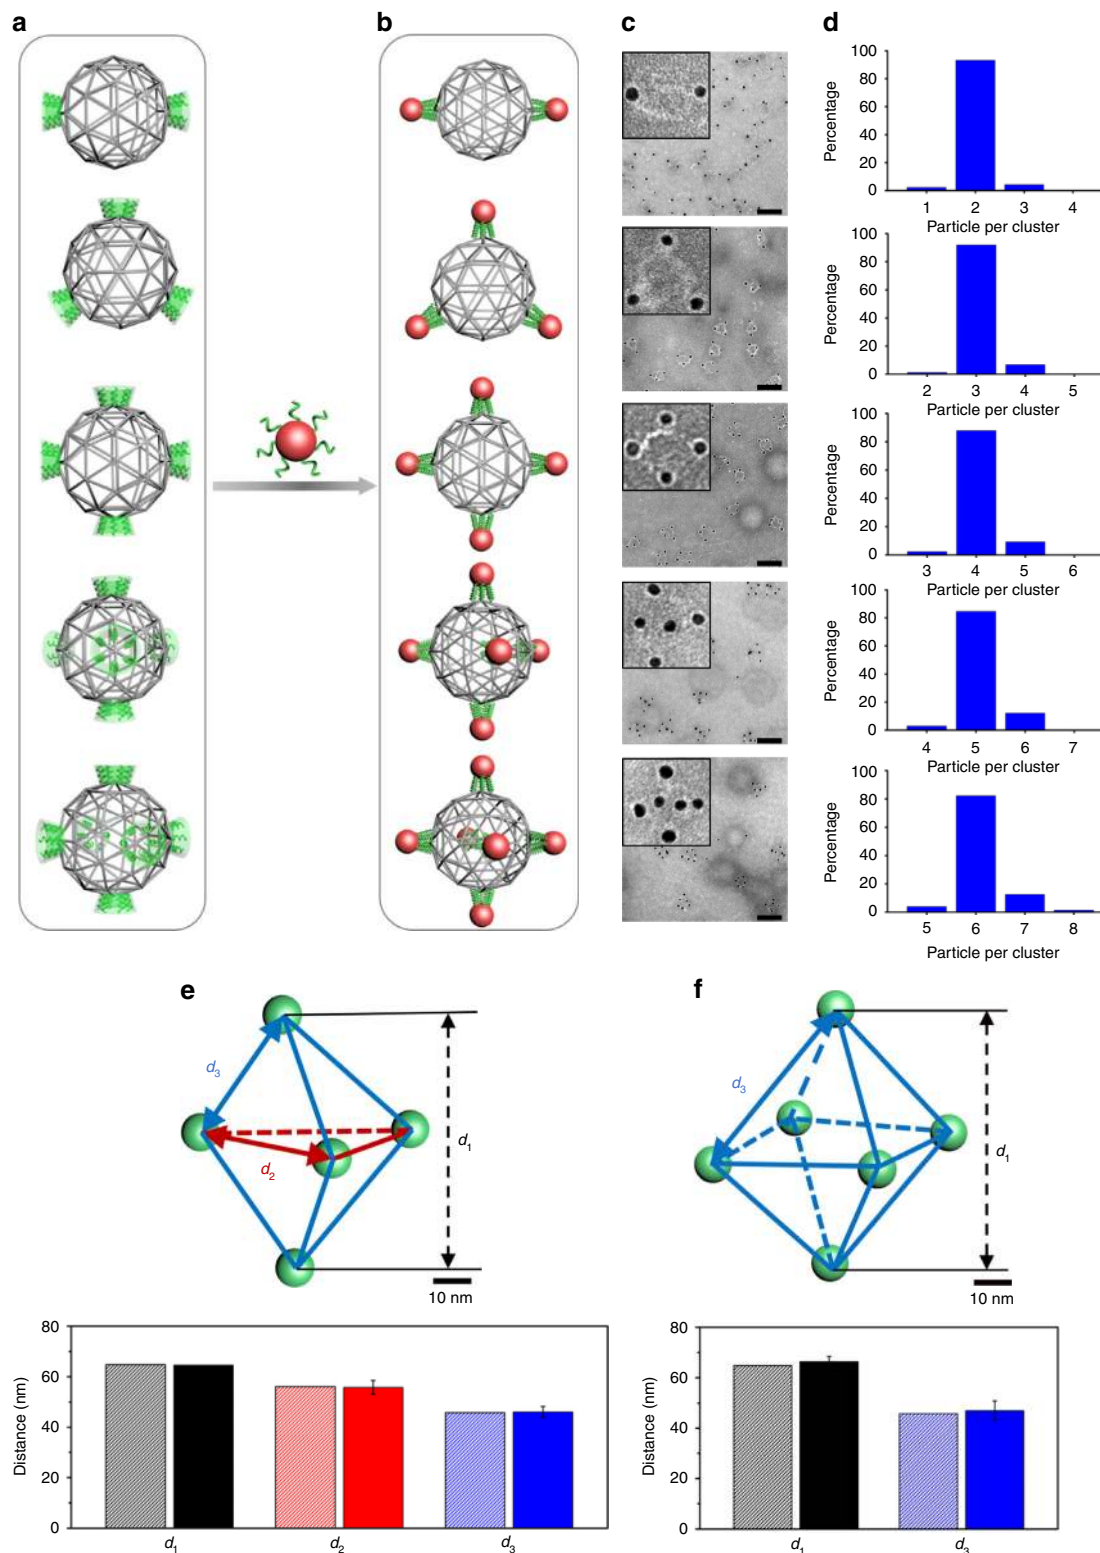 a
b
c
d
100
80
60
40
20
0
Percentage
1 2 3 4
Particle per cluster
100
80
60
40
20
0
Percentage
2 3 4 5
Particle per cluster
100
80
60
40
20
0
Percentage
3 4 5 6
Particle per cluster
100
80
60
40
20
0
Percentage
4 5 6 7
Particle per cluster
100
80
60
40
20
0
Percentage
5 6 7 8
Particle per cluster
e
d3
d2
d1
10 nm
f
d3
d1
10 nm
80
60
40
20
0
Distance (nm)
d1 d2 d3
80
60
40
20
0
Distance (nm)
d1 d3